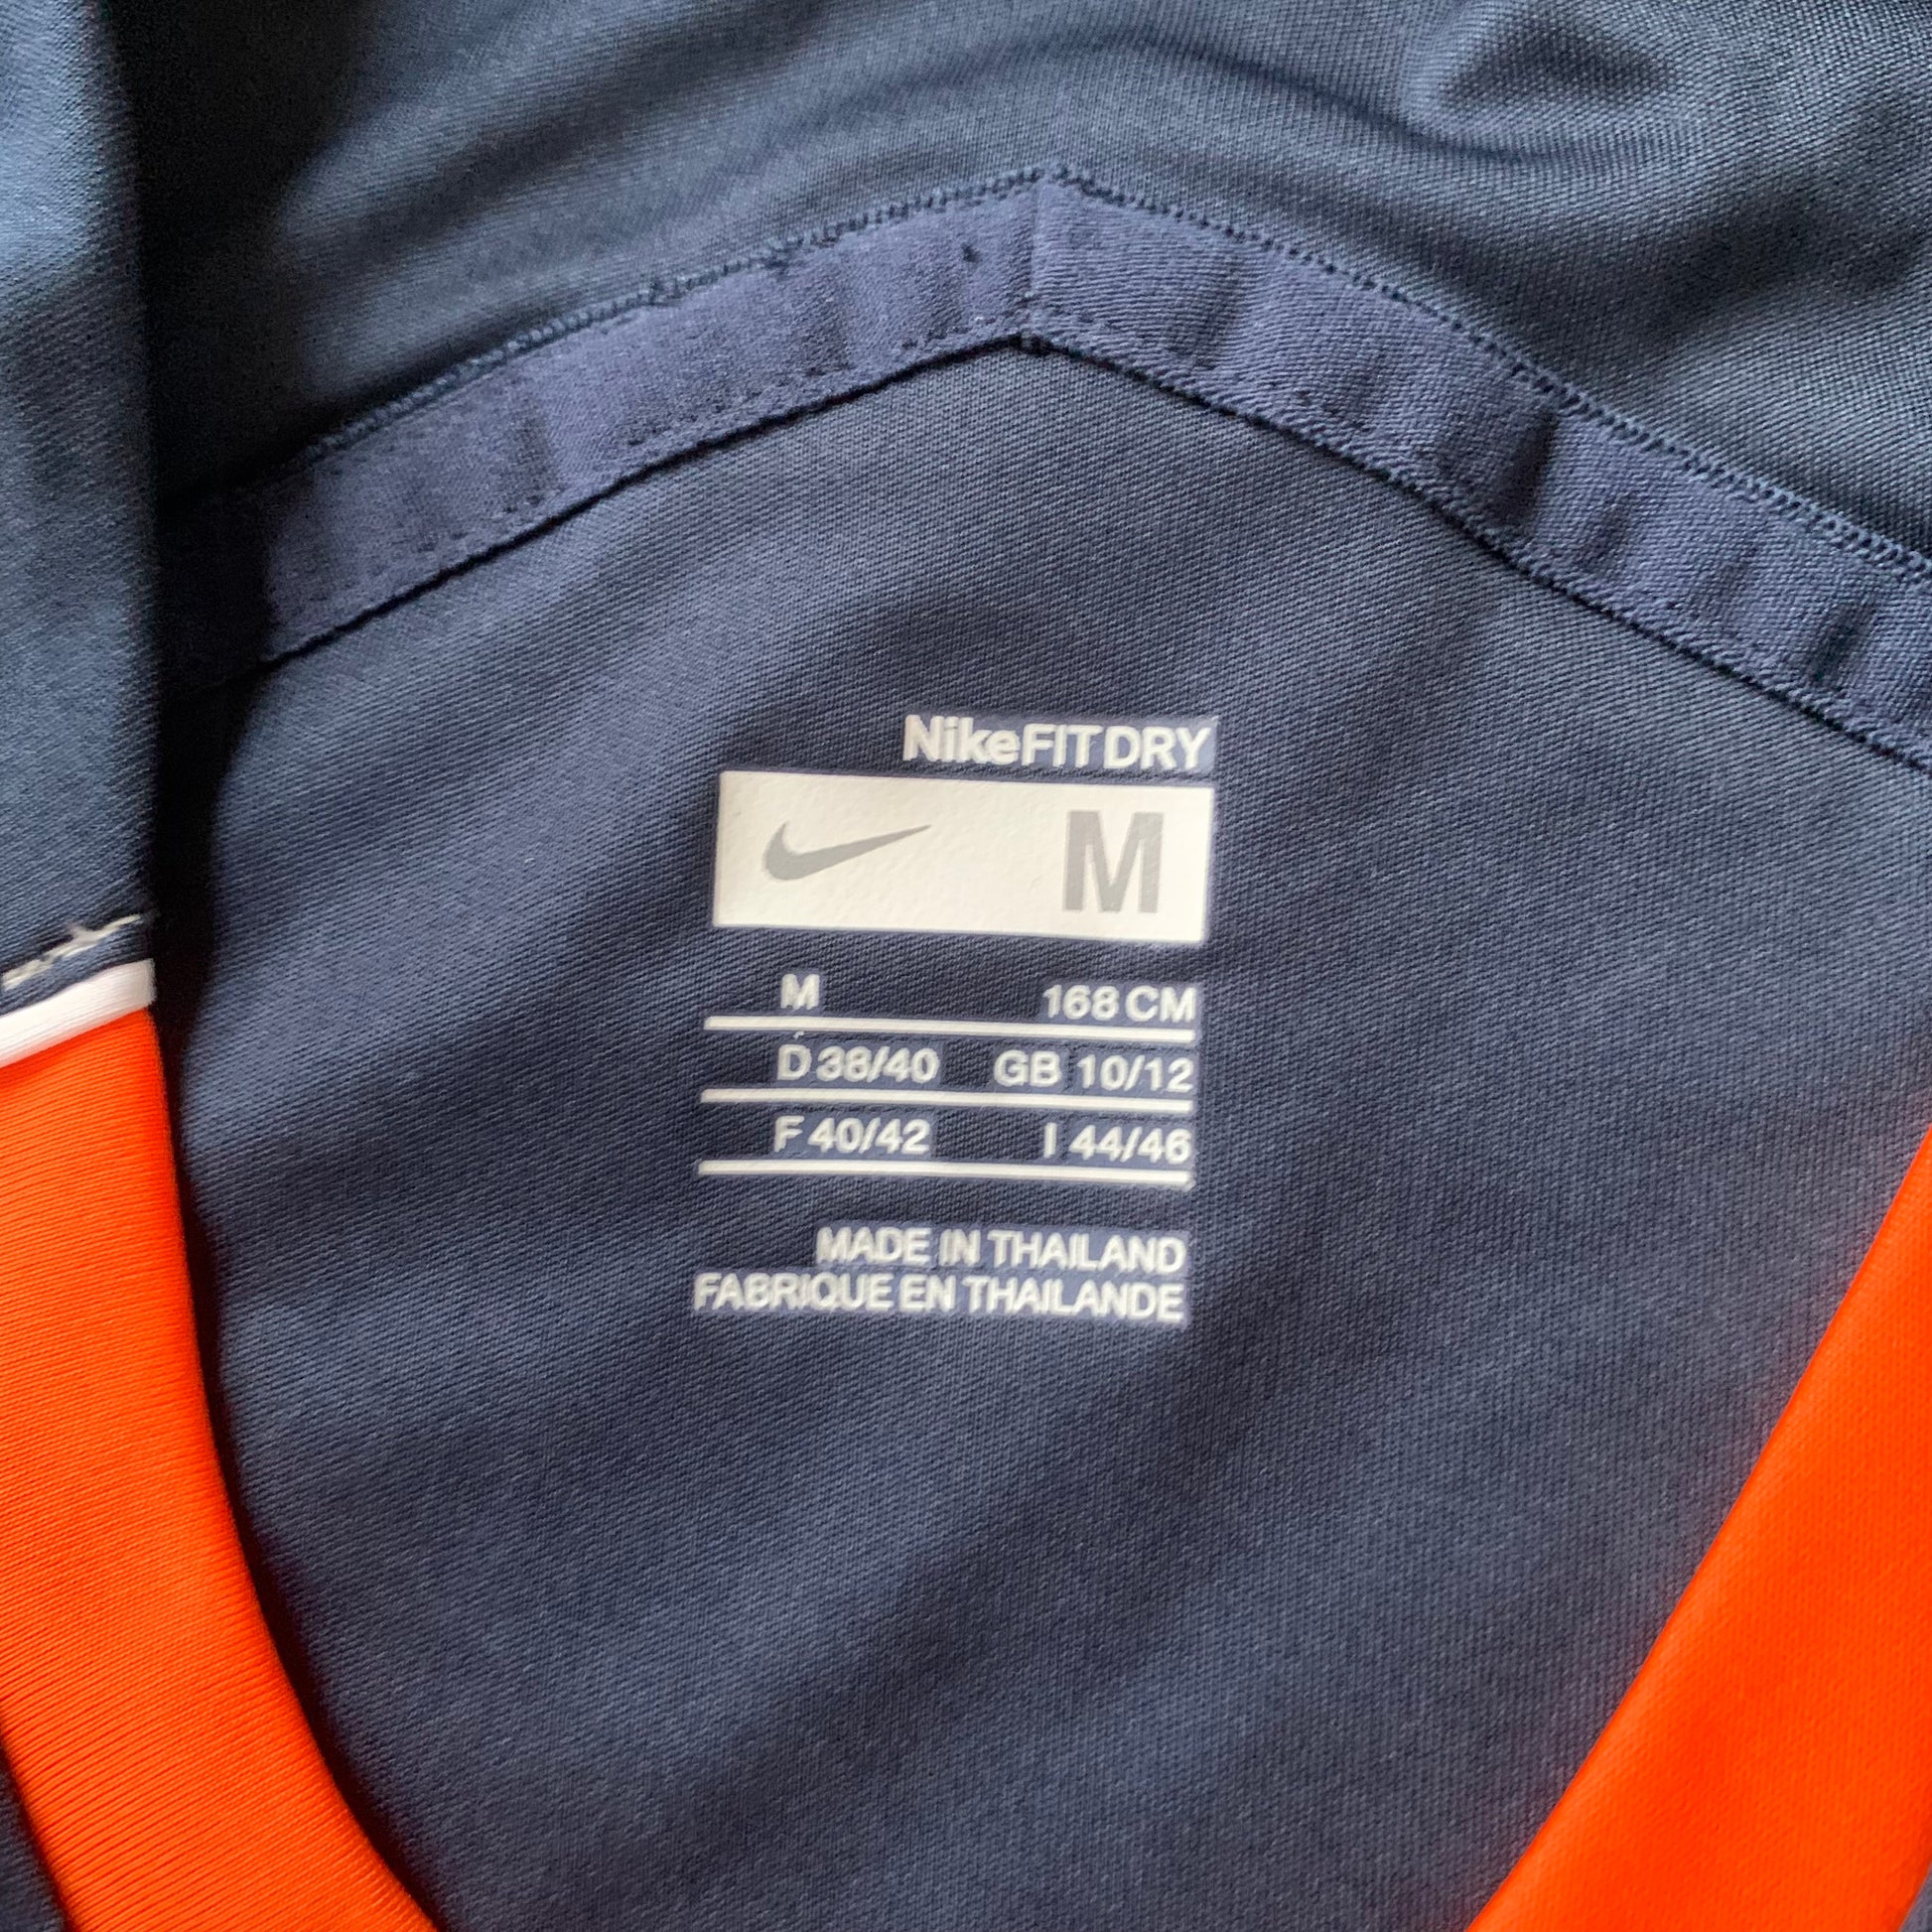 NikeFITDRY
M
M 168 CM
D 38/40 GB 10/12
F 40/42 I 44/46
MADE IN THAILAND
FABRIQUE EN THAILANDE